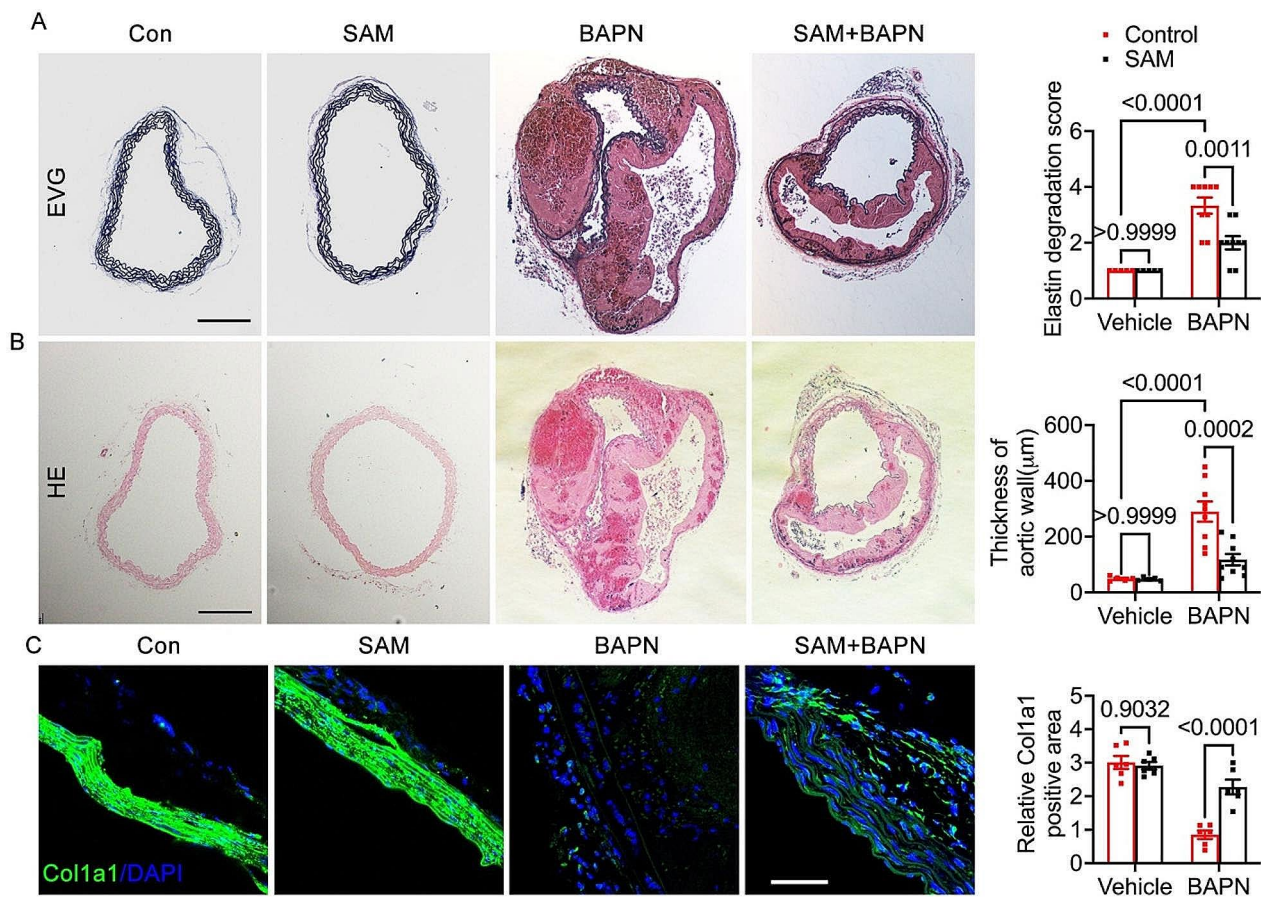 A
Con
SAM
BAPN
SAM+BAPN
EVG
Control
SAM
Elastin degradation score
6
4
2
0
<0.0001
0.0011
>0.9999
Vehicle
BAPN
B
HE
Thickness of
aortic wall(μm)
600
400
200
0
<0.0001
0.0002
>0.9999
Vehicle
BAPN
C
Con
SAM
BAPN
SAM+BAPN
Col1a1/DAPI
Relative Col1a1
positive area
5
4
3
2
1
0
0.9032
<0.0001
Vehicle
BAPN